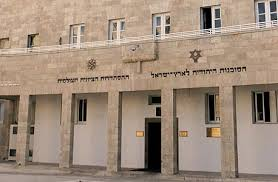 הסוכנות היהודית לארץ-ישראל
ההסתדרות הציונית העולמית